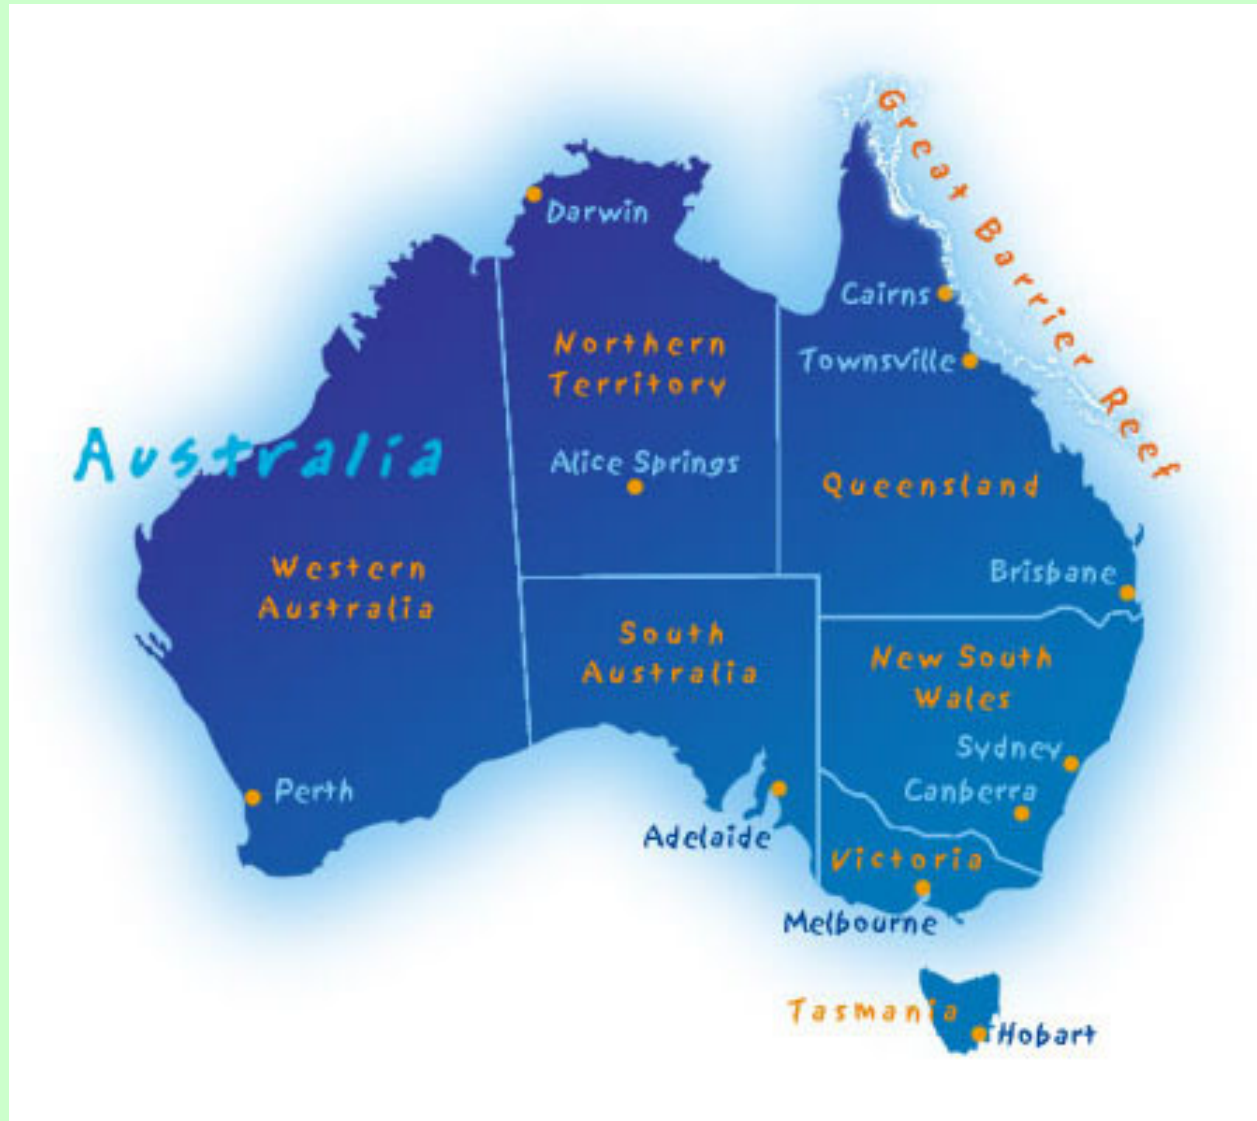 Great Barrier Reef
Darwin
Cairns
Northern
Territory
Townsville
Australia
Alice Springs
Queensland
Western
Australia
Brisbane
South
Australia
New South
Wales
Sydney
Perth
Canberra
Adelaide
Victoria
Melbourne
Tasmania
Hobart